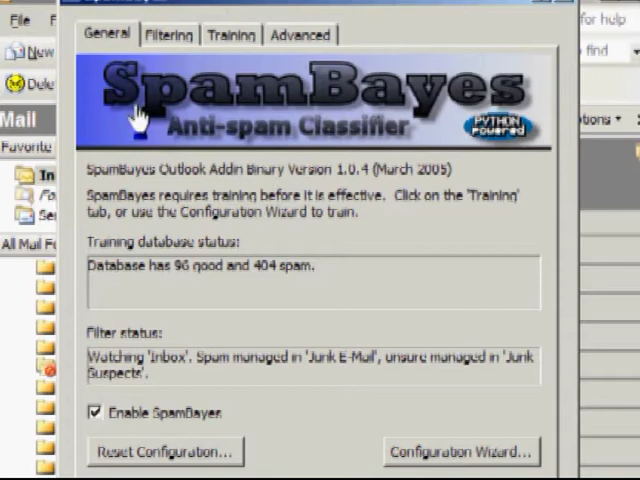 File
for help
General Filtering Training Advanced
New
find
SpamBayes
Anti-spam Classifier
PYTHON
Powered
Mail
Favorite
SpamBayes Outlook Addin Binary Version 1.0.4 (March 2005)
SpamBayes requires training before it is effective. Click on the 'Training'
tab, or use the Configuration Wizard to train.
In
Fo
Se
Training database status:
All Mail Fo
Database has 96 good and 404 spam.
Filter status:
Watching 'Inbox'. Spam managed in 'Junk E-Mail', unsure managed in 'Junk
Suspects'.
Enable SpamBayes
Reset Configuration... Configuration Wizard...